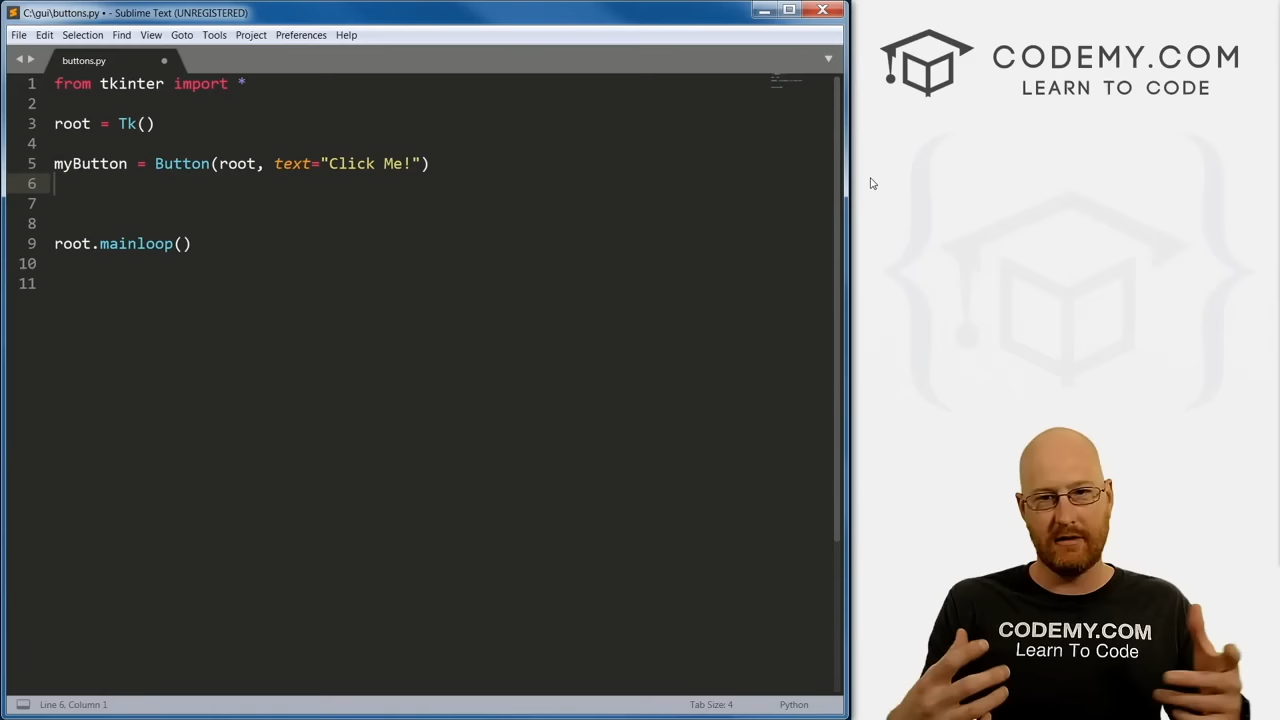 C:\gui\buttons.py • - Sublime Text (UNREGISTERED)
File Edit Selection Find View Goto Tools Project Preferences Help
buttons.py
1 from tkinter import *
2
3 root = Tk()
4
5 myButton = Button(root, text="Click Me!")
6
7
8
9 root.mainloop()
10
11
Line 6, Column 1
Tab Size: 4
Python
CODEMY.COM
LEARN TO CODE
CODEMY.COM
Learn To Code